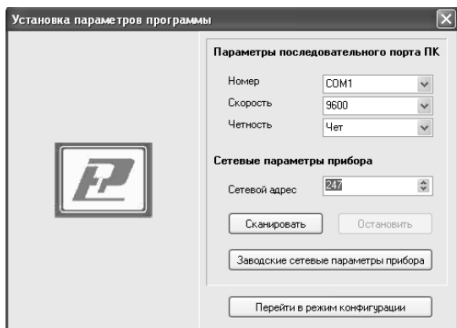 Установка параметров программы
Параметры последовательного порта ПК
Номер COM1
Скорость 9600
Четность Чет
Сетевые параметры прибора
Сетевой адрес 247
Сканировать Остановить
Заводские сетевые параметры прибора
Перейти в режим конфигурации